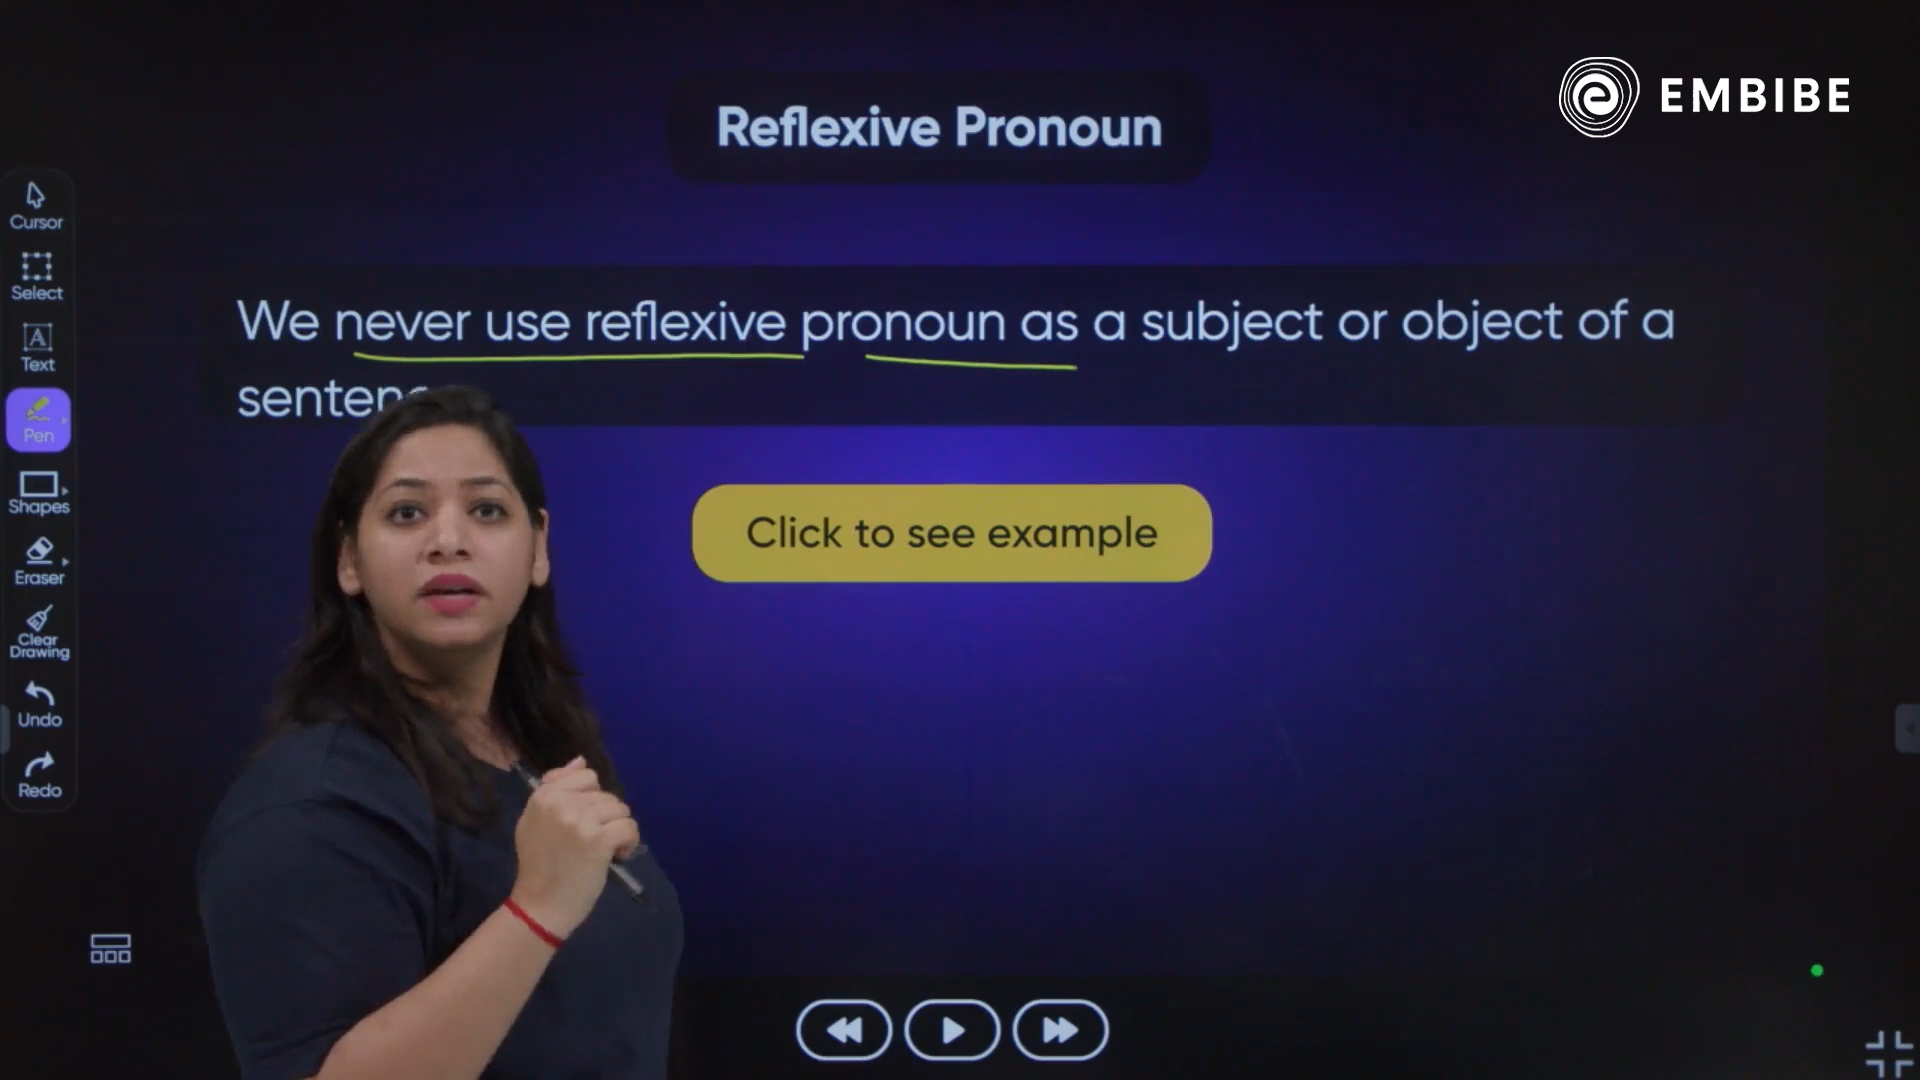 EMBIBE
Reflexive Pronoun
We never use reflexive pronoun as a subject or object of a
Click to see example
Cursor
Select
A
Text
Pen
Shapes
Eraser
Clear
Drawing
Undo
Redo